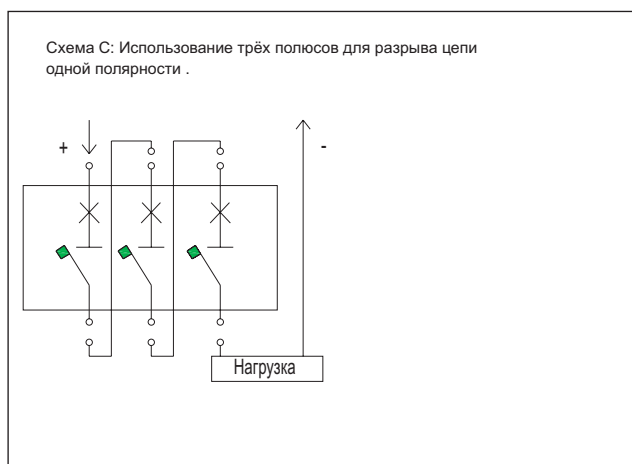 Схема C: Использование трёх полюсов для разрыва цепи
одной полярности .
+
-
Нагрузка